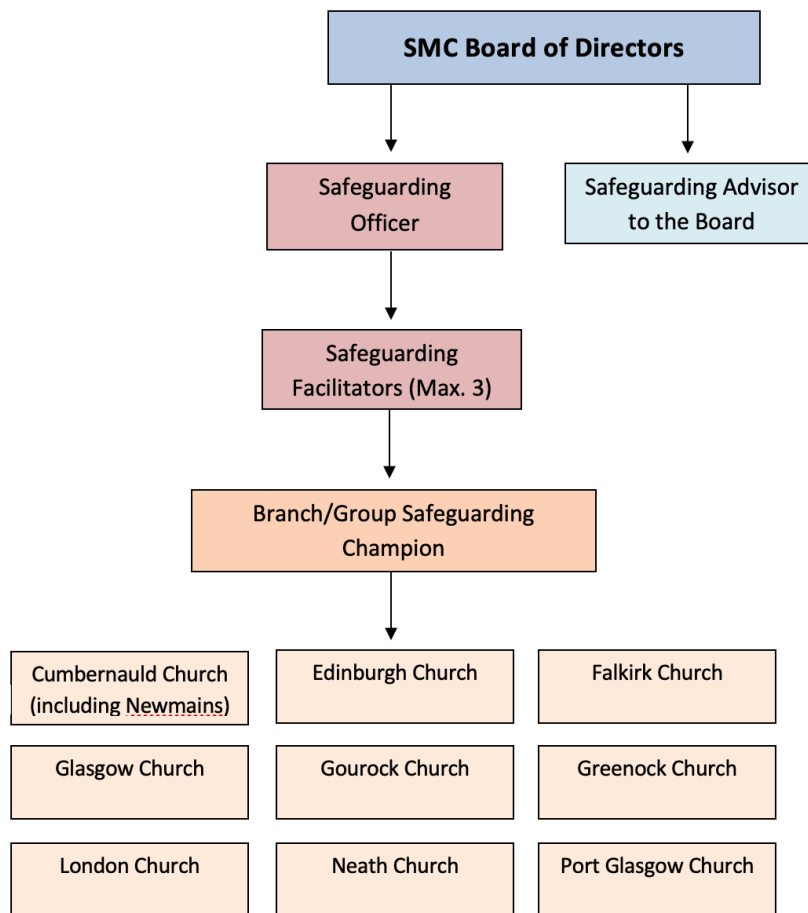 SMC Board of Directors
Safeguarding
Officer
Safeguarding Advisor
to the Board
Safeguarding
Facilitators (Max. 3)
Branch/Group Safeguarding
Champion
Cumbernauld Church
(including Newmains)
Edinburgh Church
Falkirk Church
Glasgow Church
Gourock Church
Greenock Church
London Church
Neath Church
Port Glasgow Church